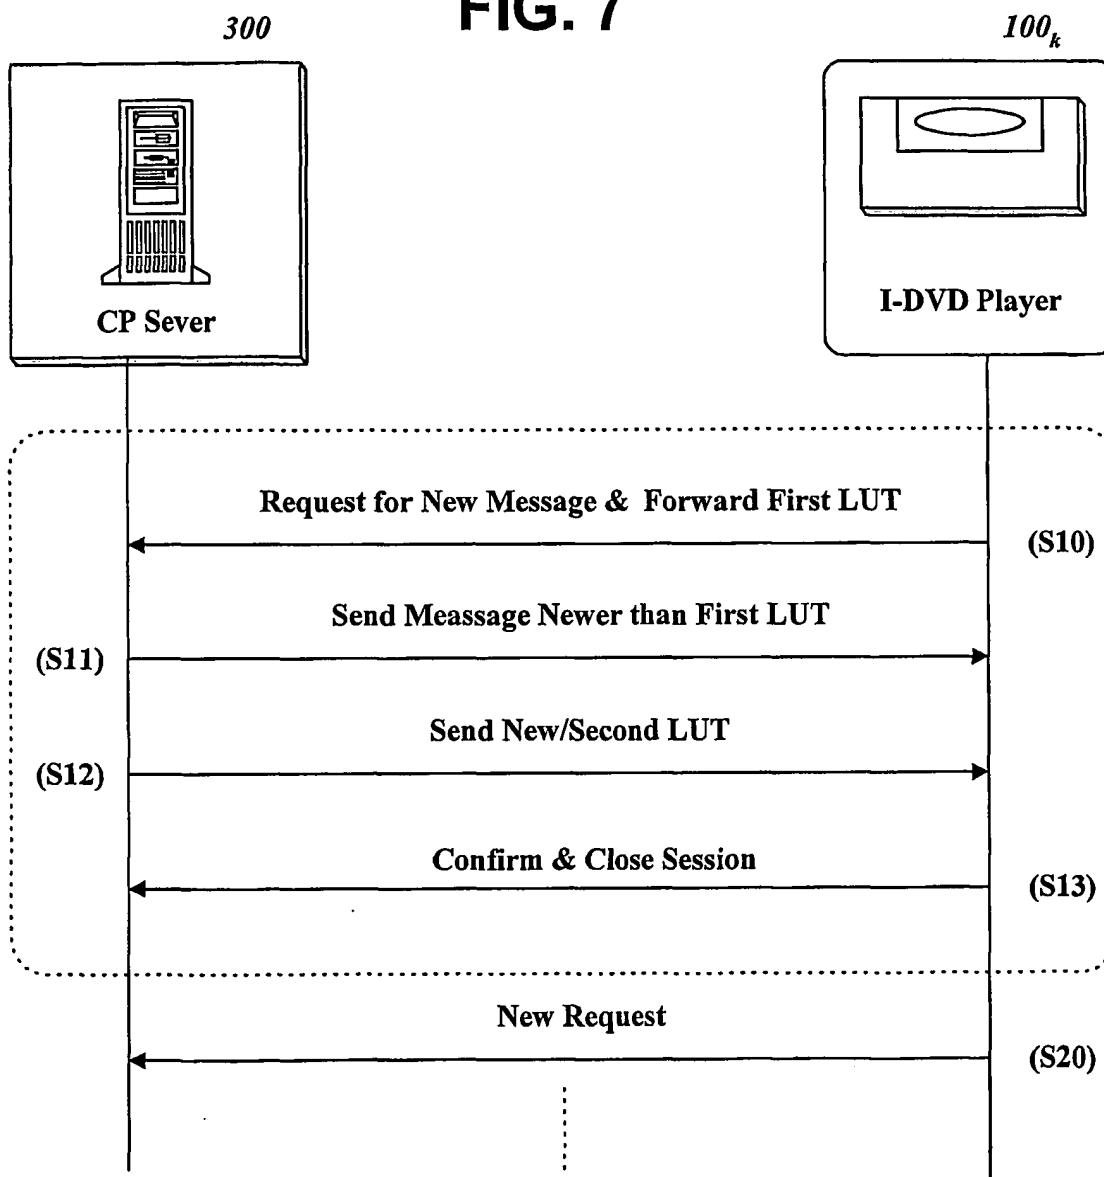 FIG. 7
300
100k
CP Sever
I-DVD Player
Request for New Message & Forward First LUT
(S10)
Send Meassage Newer than First LUT
(S11)
Send New/Second LUT
(S12)
Confirm & Close Session
(S13)
New Request
(S20)